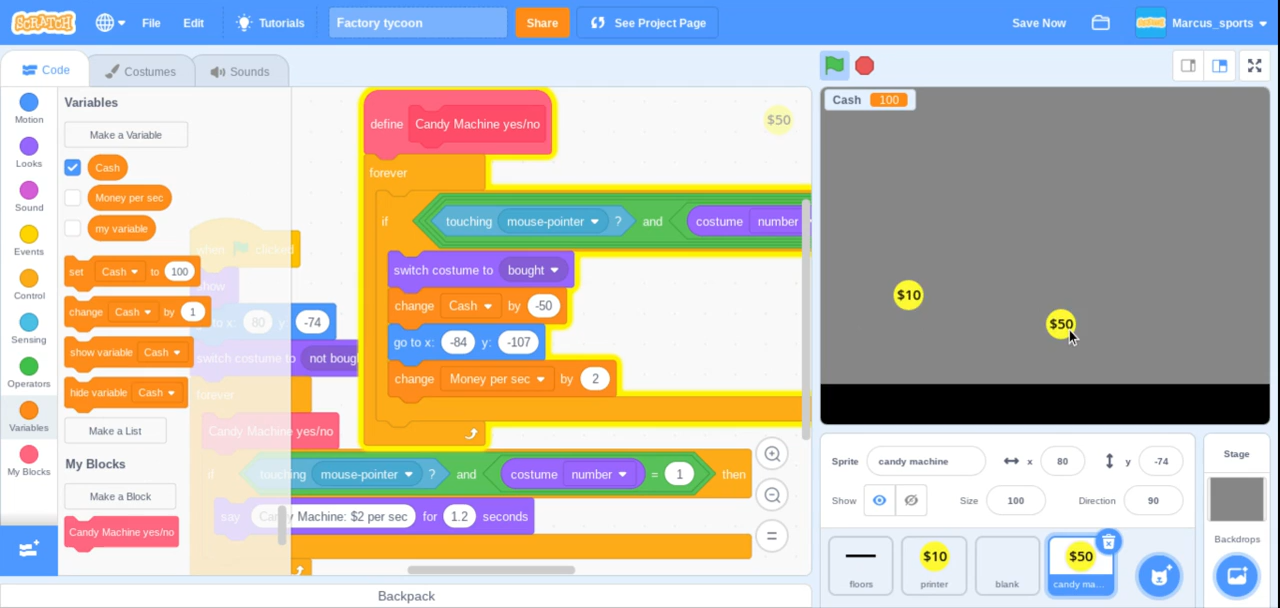 SCRATCH File Edit Tutorials Factory tycoon Share See Project Page Save Now Marcus_sports
Code Costumes Sounds
Motion
Looks
Sound
Events
Control
Sensing
Operators
Variables
My Blocks
Variables
Make a Variable
Cash
Money per sec
my variable
set Cash to 100
change Cash by 1
show variable Cash
hide variable Cash
Make a List
My Blocks
Make a Block
Candy Machine yes/no
when clicked
show
80 y: -74
switch costume to not bough
forever
Candy Machine yes/no
if touching mouse-pointer ? and costume number = 1 then
say Candy Machine: $2 per sec for 1.2 seconds
define Candy Machine yes/no
forever
if touching mouse-pointer ? and costume number
switch costume to bought
change Cash by -50
go to x: -84 y: -107
change Money per sec by 2
$50
Backpack
Cash 100
$10
$50
Sprite candy machine x 80 y -74
Show Size 100 Direction 90
floors
$10
printer
blank
$50
candy ma...
Stage
Backdrops